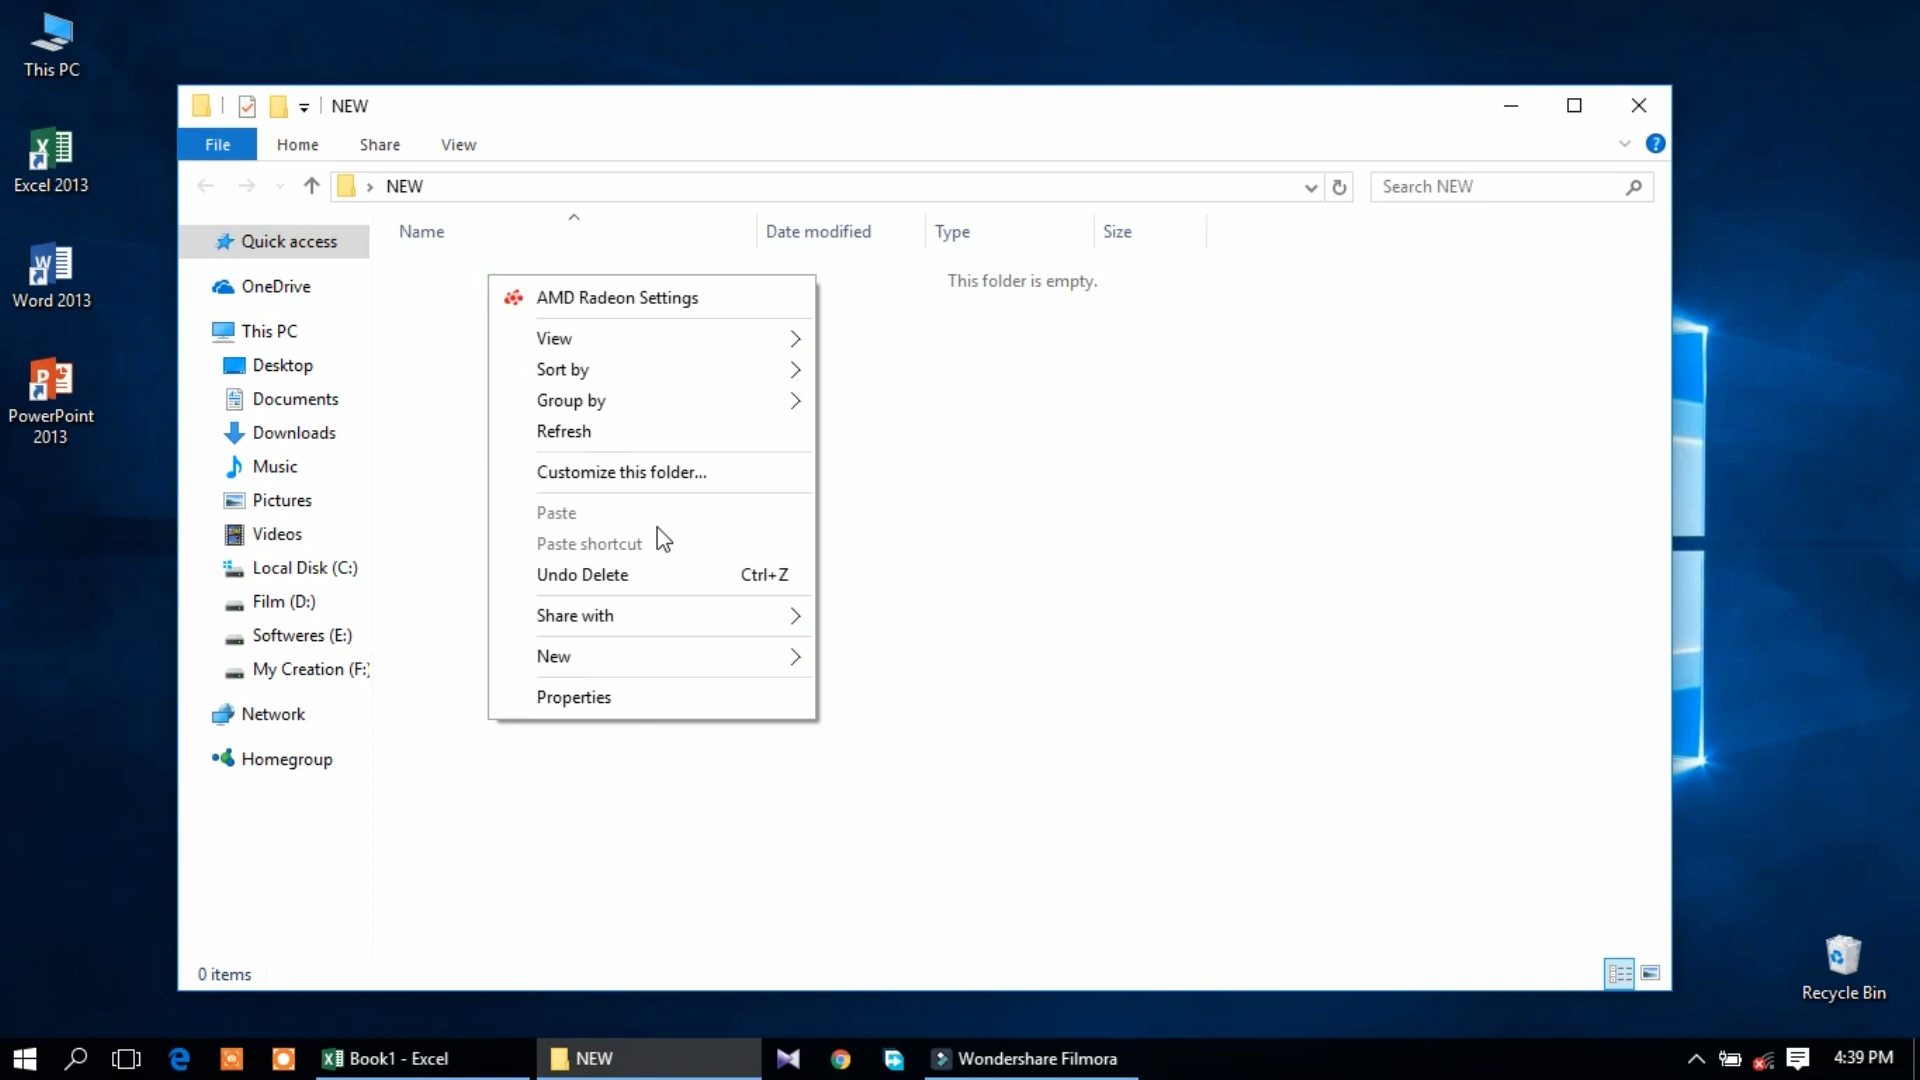 This PC
Excel 2013
Word 2013
PowerPoint
2013
NEW
File Home Share View
NEW
Search NEW
Name Date modified Type Size
This folder is empty.
Quick access
OneDrive
This PC
Desktop
Documents
Downloads
Music
Pictures
Videos
Local Disk (C:)
Film (D:)
Softweres (E:)
My Creation (F:)
Network
Homegroup
AMD Radeon Settings
View
Sort by
Group by
Refresh
Customize this folder...
Paste
Paste shortcut
Undo Delete Ctrl+Z
Share with
New
Properties
0 items
Recycle Bin
Book1 - Excel
NEW
Wondershare Filmora
4:39 PM